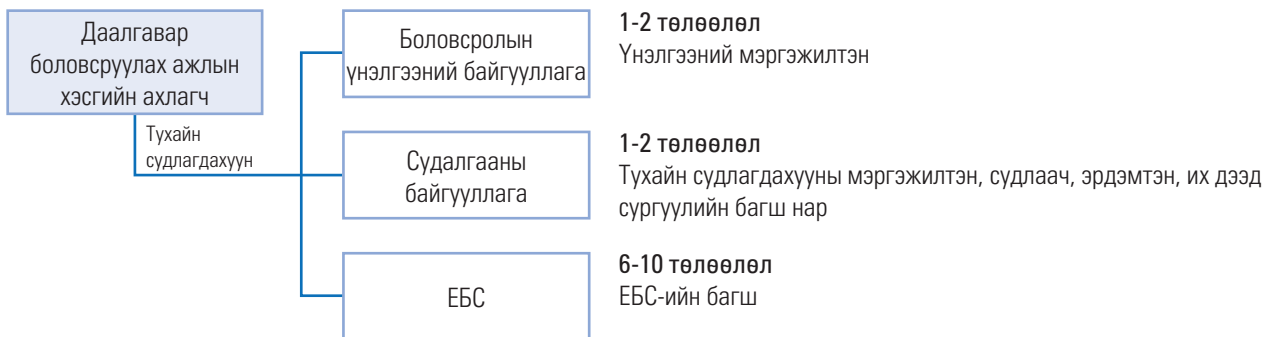 Даалгавар
боловсруулах ажлын
хэсгийн ахлагч
Тухайн
судлагдахуун
Боловсролын
үнэлгээний байгууллага
1-2 төлөөлөл
Үнэлгээний мэргэжилтэн
Судалгааны
байгууллага
1-2 төлөөлөл
Тухайн судлагдахууны мэргэжилтэн, судлаач, эрдэмтэн, их дээд
сургуулийн багш нар
ЕБС
6-10 төлөөлөл
ЕБС-ийн багш